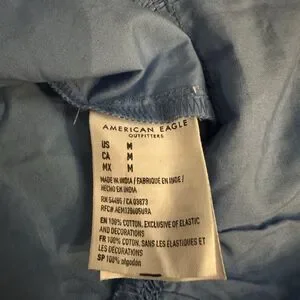 AMERICAN EAGLE
OUTFITTERS
US M
CA M
MX M
MADE IN INDIA / FABRIQUÉ EN INDE /
HECHO EN INDIA
RN 54485 / CA 03873
EN 100% COTTON, EXCLUSIVE OF ELASTIC
AND DECORATIONS
FR 100% COTON, SANS LES ÉLASTIQUES ET
LES DÉCORATIONS
SP 100% algodón